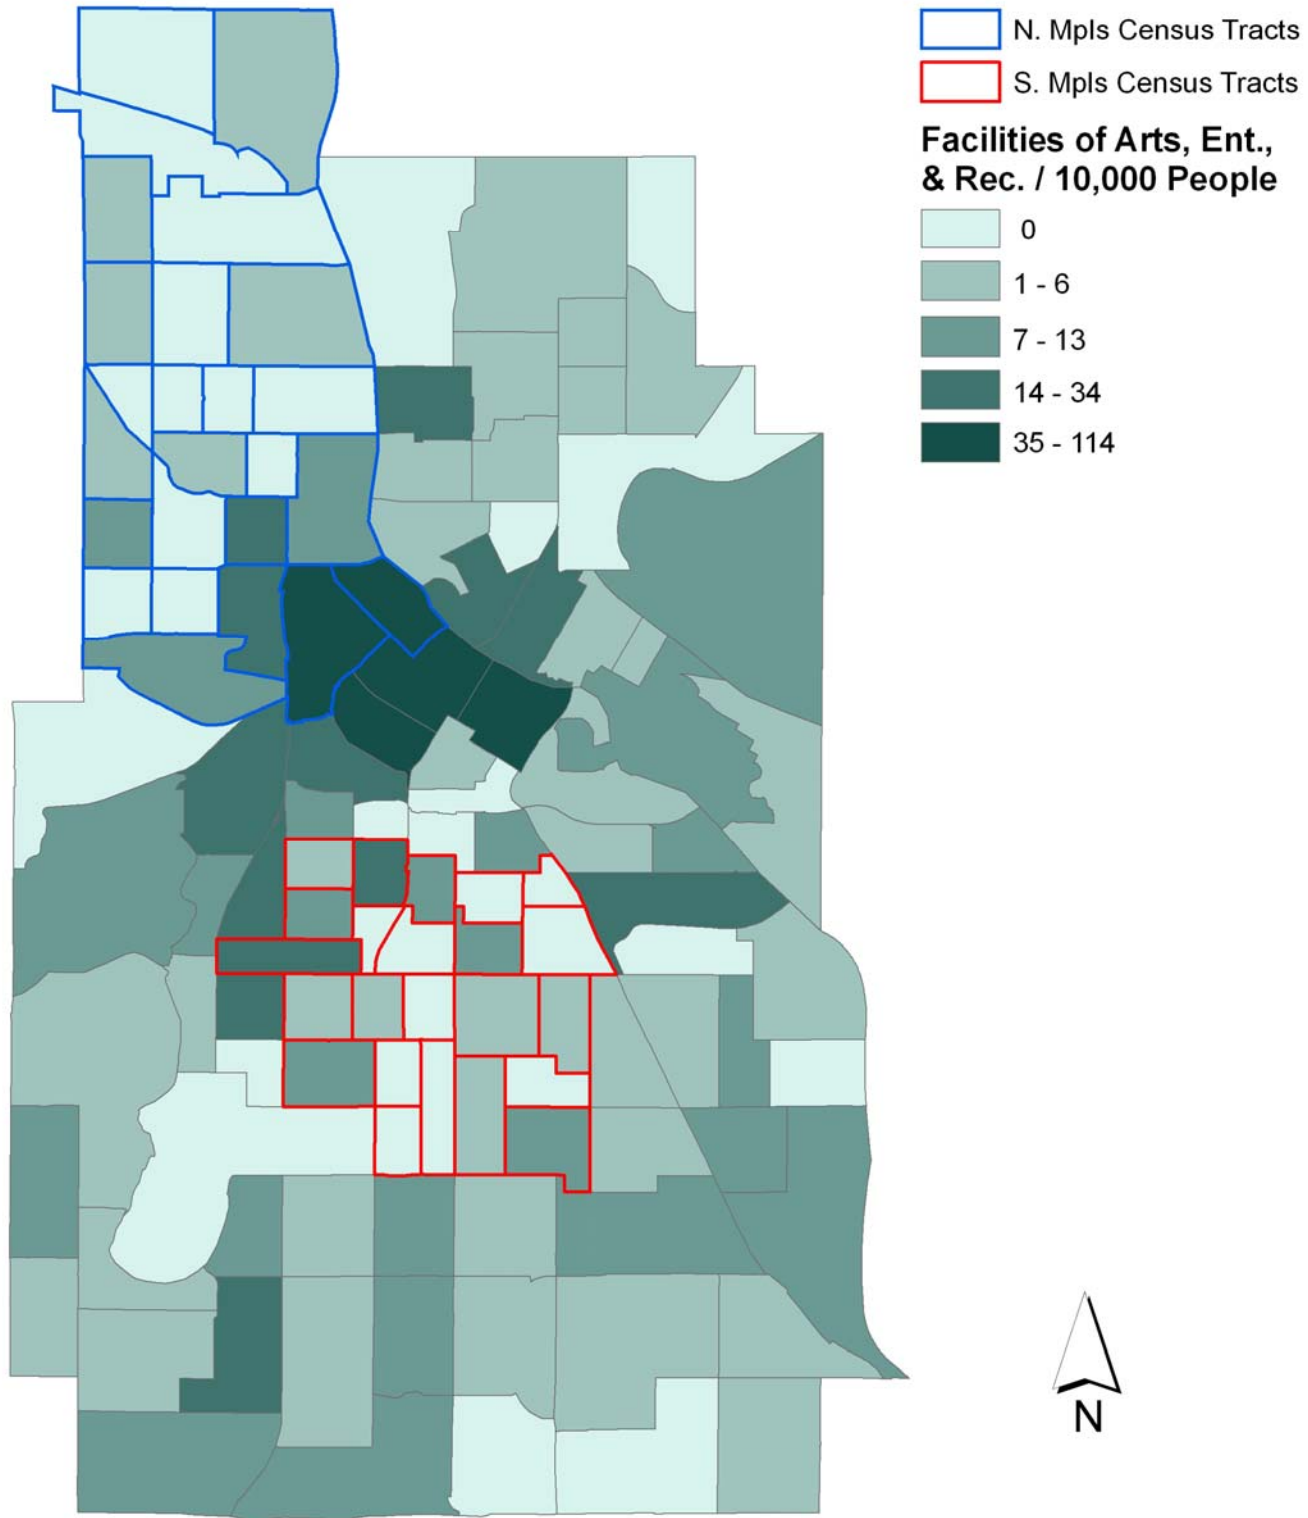 N. Mpls Census Tracts
S. Mpls Census Tracts
Facilities of Arts, Ent.,
& Rec. / 10,000 People
0
1 - 6
7 - 13
14 - 34
35 - 114
N